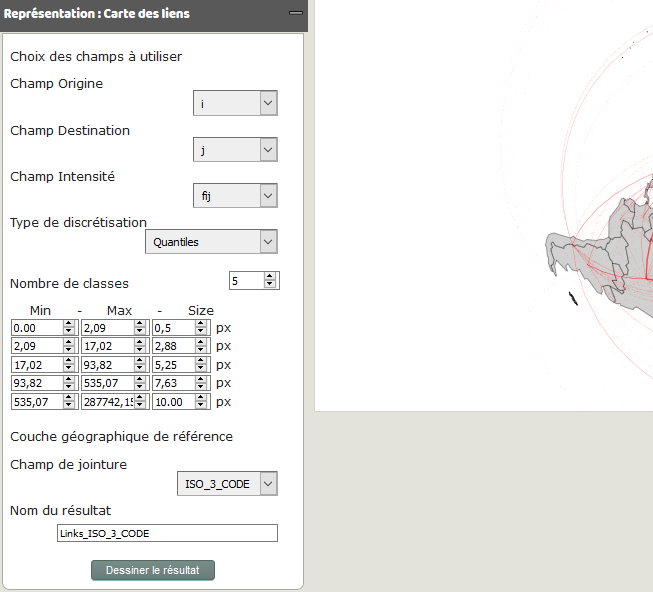 Représentation : Carte des liens
Choix des champs à utiliser
Champ Origine
i
Champ Destination
j
Champ Intensité
fij
Type de discrétisation
Quantiles
Nombre de classes
5
Min - Max - Size
0.00 2,09 0,5 px
2,09 17,02 2,88 px
17,02 93,82 5,25 px
93,82 535,07 7,63 px
535,07 287742,15 10.00 px
Couche géographique de référence
Champ de jointure
ISO_3_CODE
Nom du résultat
Links_ISO_3_CODE
Dessiner le résultat